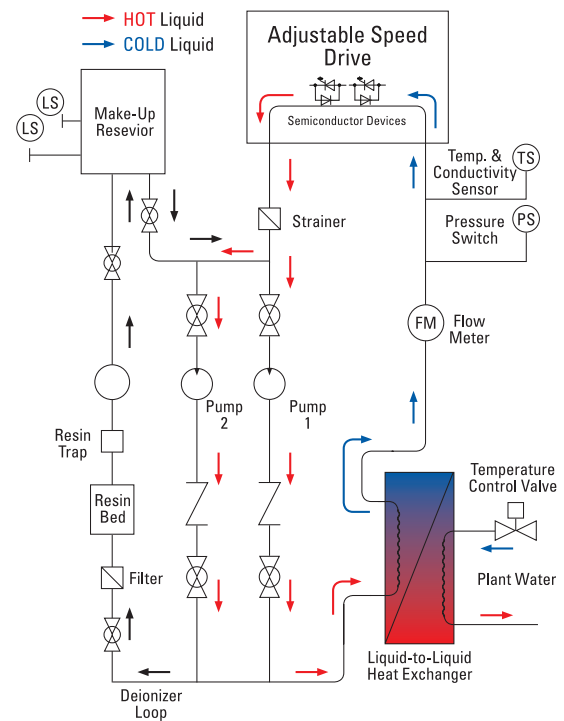 HOT Liquid
COLD Liquid
Adjustable Speed
Drive
Semiconductor Devices
LS
LS
Make-Up
Resevior
Temp. &
Conductivity
Sensor
TS
Pressure
Switch
PS
Strainer
FM
Flow
Meter
Pump
2
Pump
1
Resin
Trap
Resin
Bed
Filter
Temperature
Control Valve
Plant Water
Liquid-to-Liquid
Heat Exchanger
Deionizer
Loop